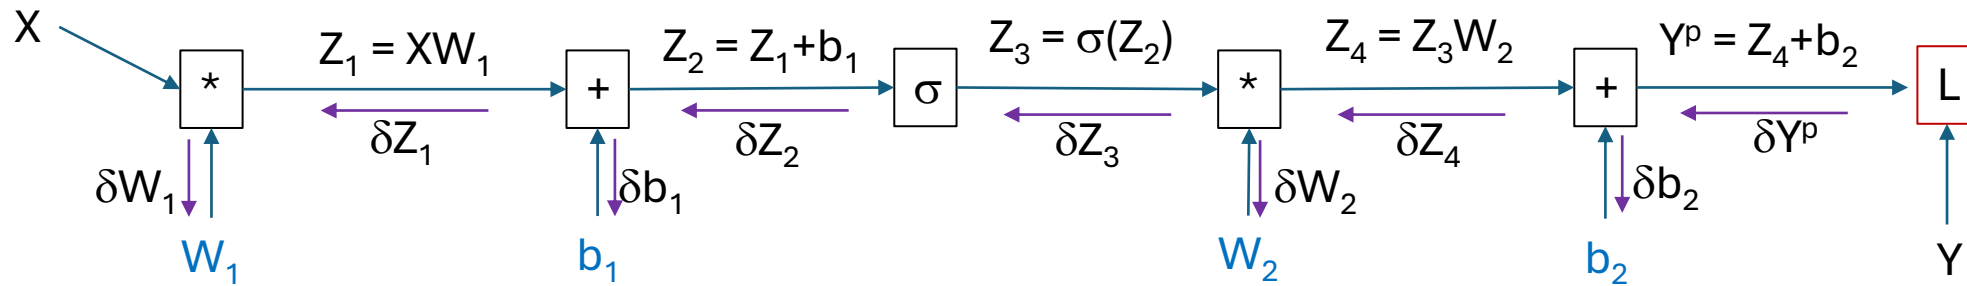 X
Z₁ = XW₁
Z₂ = Z₁+b₁
Z₃ = σ(Z₂)
Z₄ = Z₃W₂
Yᵖ = Z₄+b₂
*
+
σ
*
+
L
δZ₁
δZ₂
δZ₃
δZ₄
δYᵖ
δW₁
δb₁
δW₂
δb₂
W₁
b₁
W₂
b₂
Y